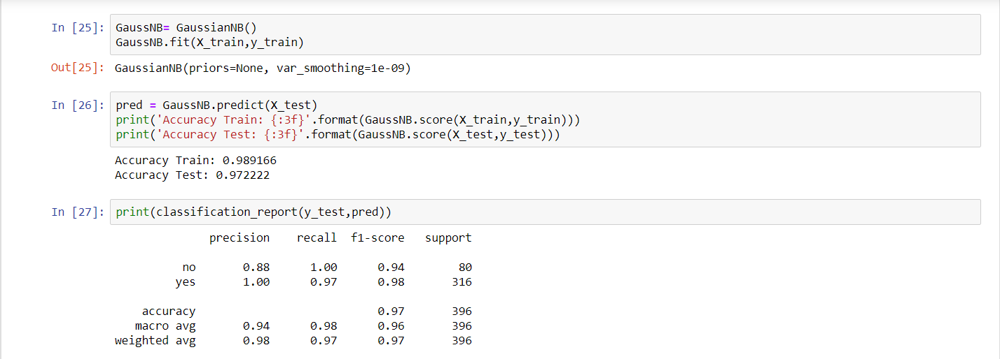 In [25]: GaussNB= GaussianNB()
GaussNB.fit(X_train,y_train)
Out[25]: GaussianNB(priors=None, var_smoothing=1e-09)
In [26]: pred = GaussNB.predict(X_test)
print('Accuracy Train: {:3f}'.format(GaussNB.score(X_train,y_train)))
print('Accuracy Test: {:3f}'.format(GaussNB.score(X_test,y_test)))
Accuracy Train: 0.989166
Accuracy Test: 0.972222
In [27]: print(classification_report(y_test,pred))
precision recall f1-score support
no 0.88 1.00 0.94 80
yes 1.00 0.97 0.98 316
accuracy 0.97 396
macro avg 0.94 0.98 0.96 396
weighted avg 0.98 0.97 0.97 396